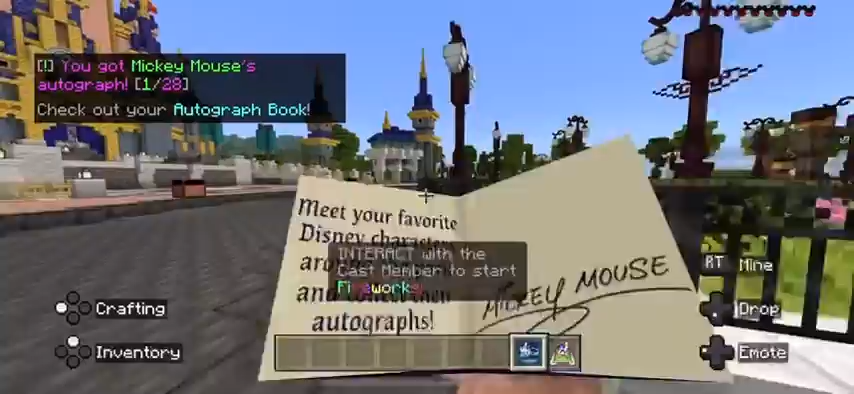 [!] You got Mickey Mouse's
autograph! [1/28]
Check out your Autograph Book!
Meet your favorite
Disney characters
INTERACT with the
Cast Member to start
Fireworks!
autographs!
MICKEY MOUSE
Crafting
Inventory
RT Mine
Drop
Emote